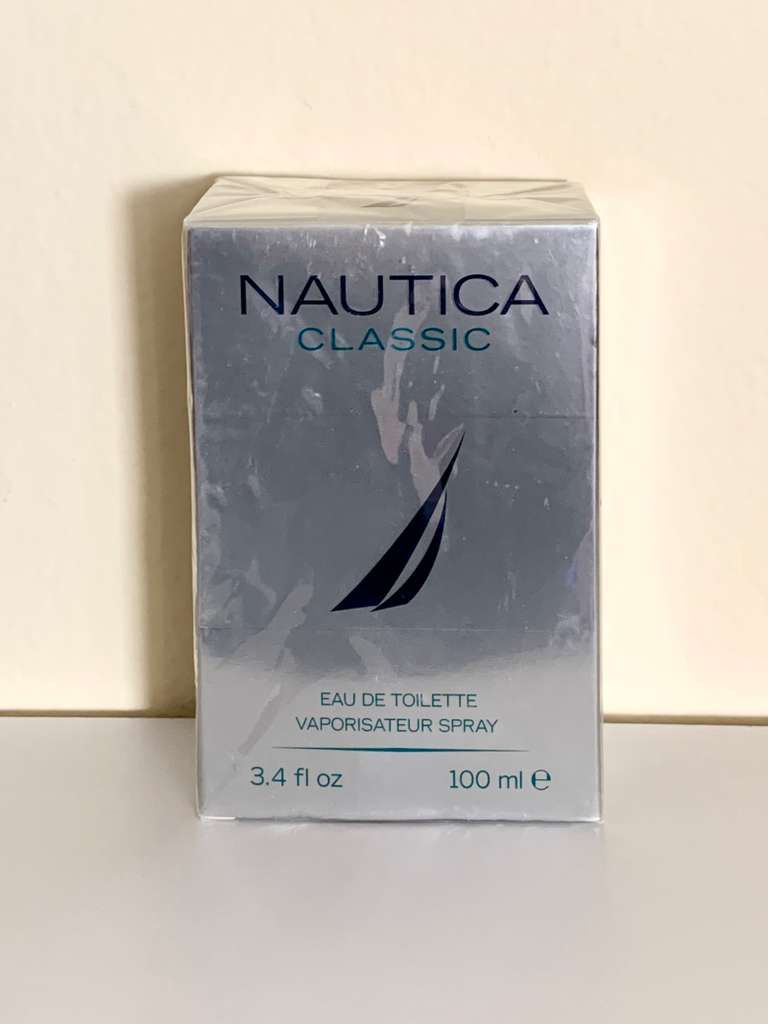 NAUTICA
CLASSIC
EAU DE TOILETTE
VAPORISATEUR SPRAY
3.4 fl oz 100 ml ℮